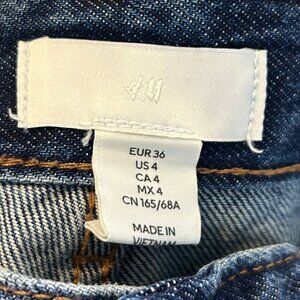 H&M
EUR 36
US 4
CA 4
MX 4
CN 165/68A
MADE IN
VIETNAM